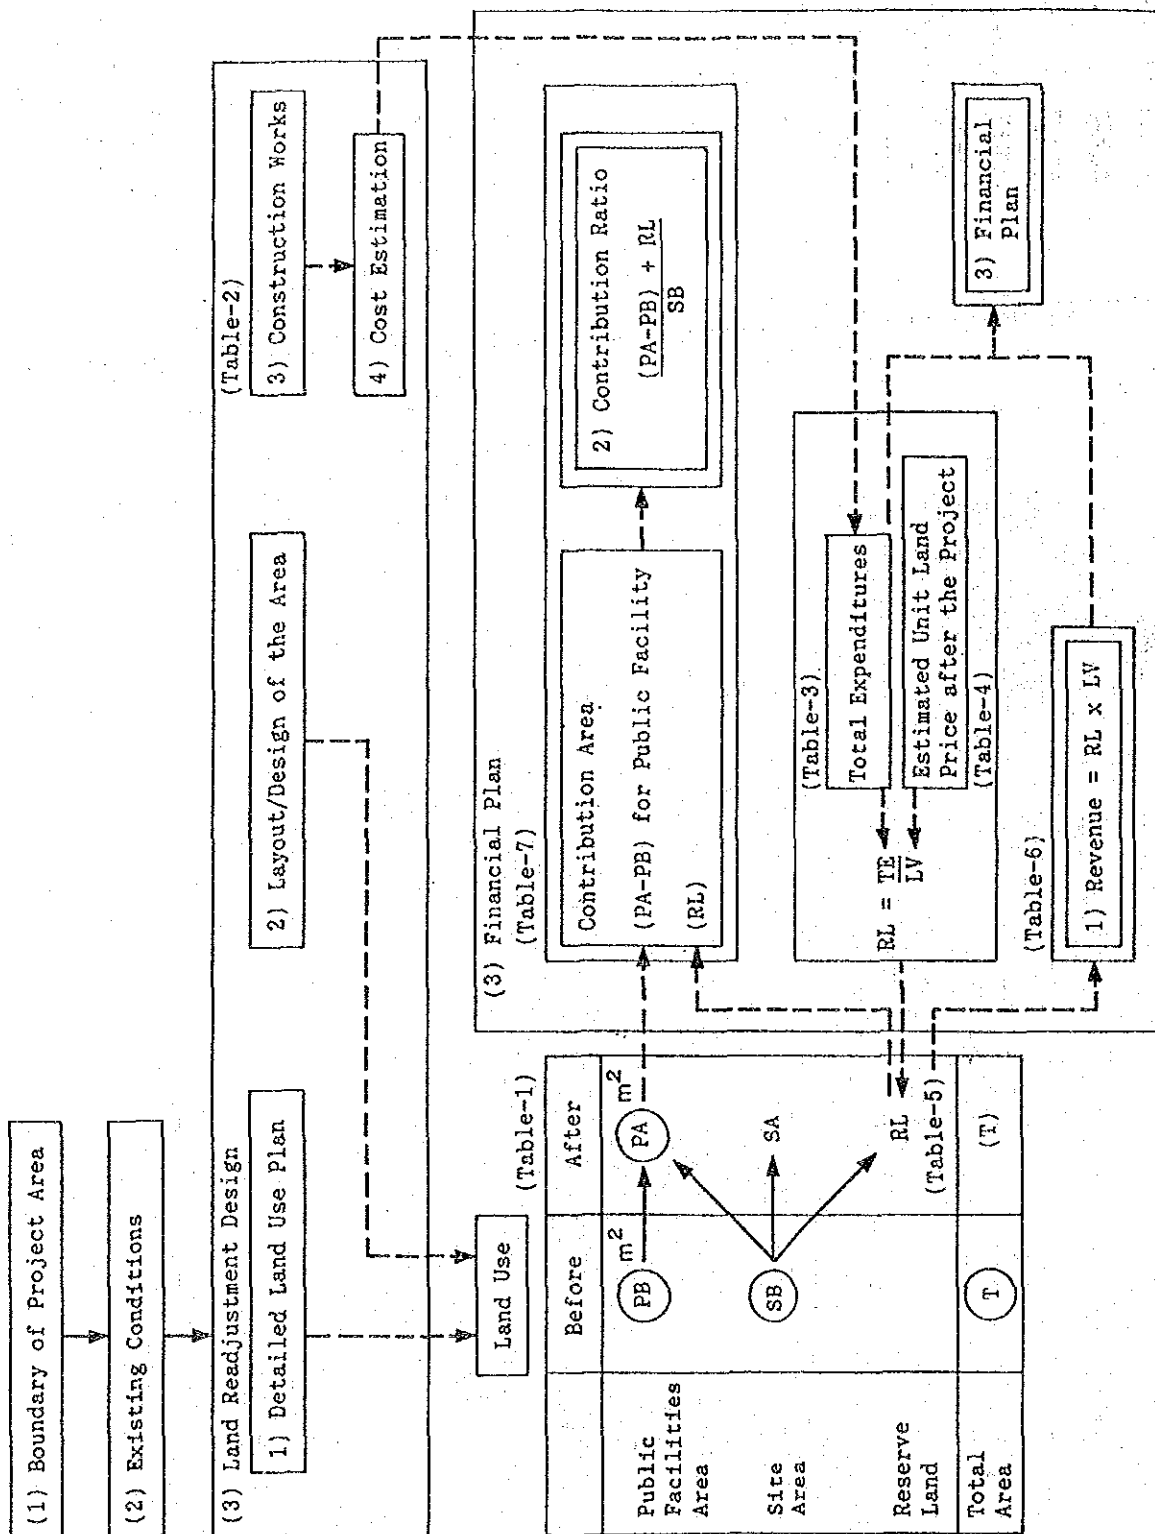 (1) Boundary of Project Area
(2) Existing Conditions
(3) Land Readjustment Design
1) Detailed Land Use Plan
2) Layout/Design of the Area
(Table-2)
3) Construction Works
4) Cost Estimation
Land Use
(Table-1)
Before
After
Public
Facilities
Area
PB
m²
PA
m²
Site
Area
SB
SA
Reserve
Land
RL
(Table-5)
Total
Area
T
(T)
(3) Financial Plan
(Table-7)
Contribution Area
(PA-PB) for Public Facility
(RL)
2) Contribution Ratio
(PA-PB) + RL
SB
(Table-3)
Total Expenditures
RL = TE
LV
Estimated Unit Land
Price after the Project
(Table-4)
(Table-6)
1) Revenue = RL x LV
3) Financial
Plan